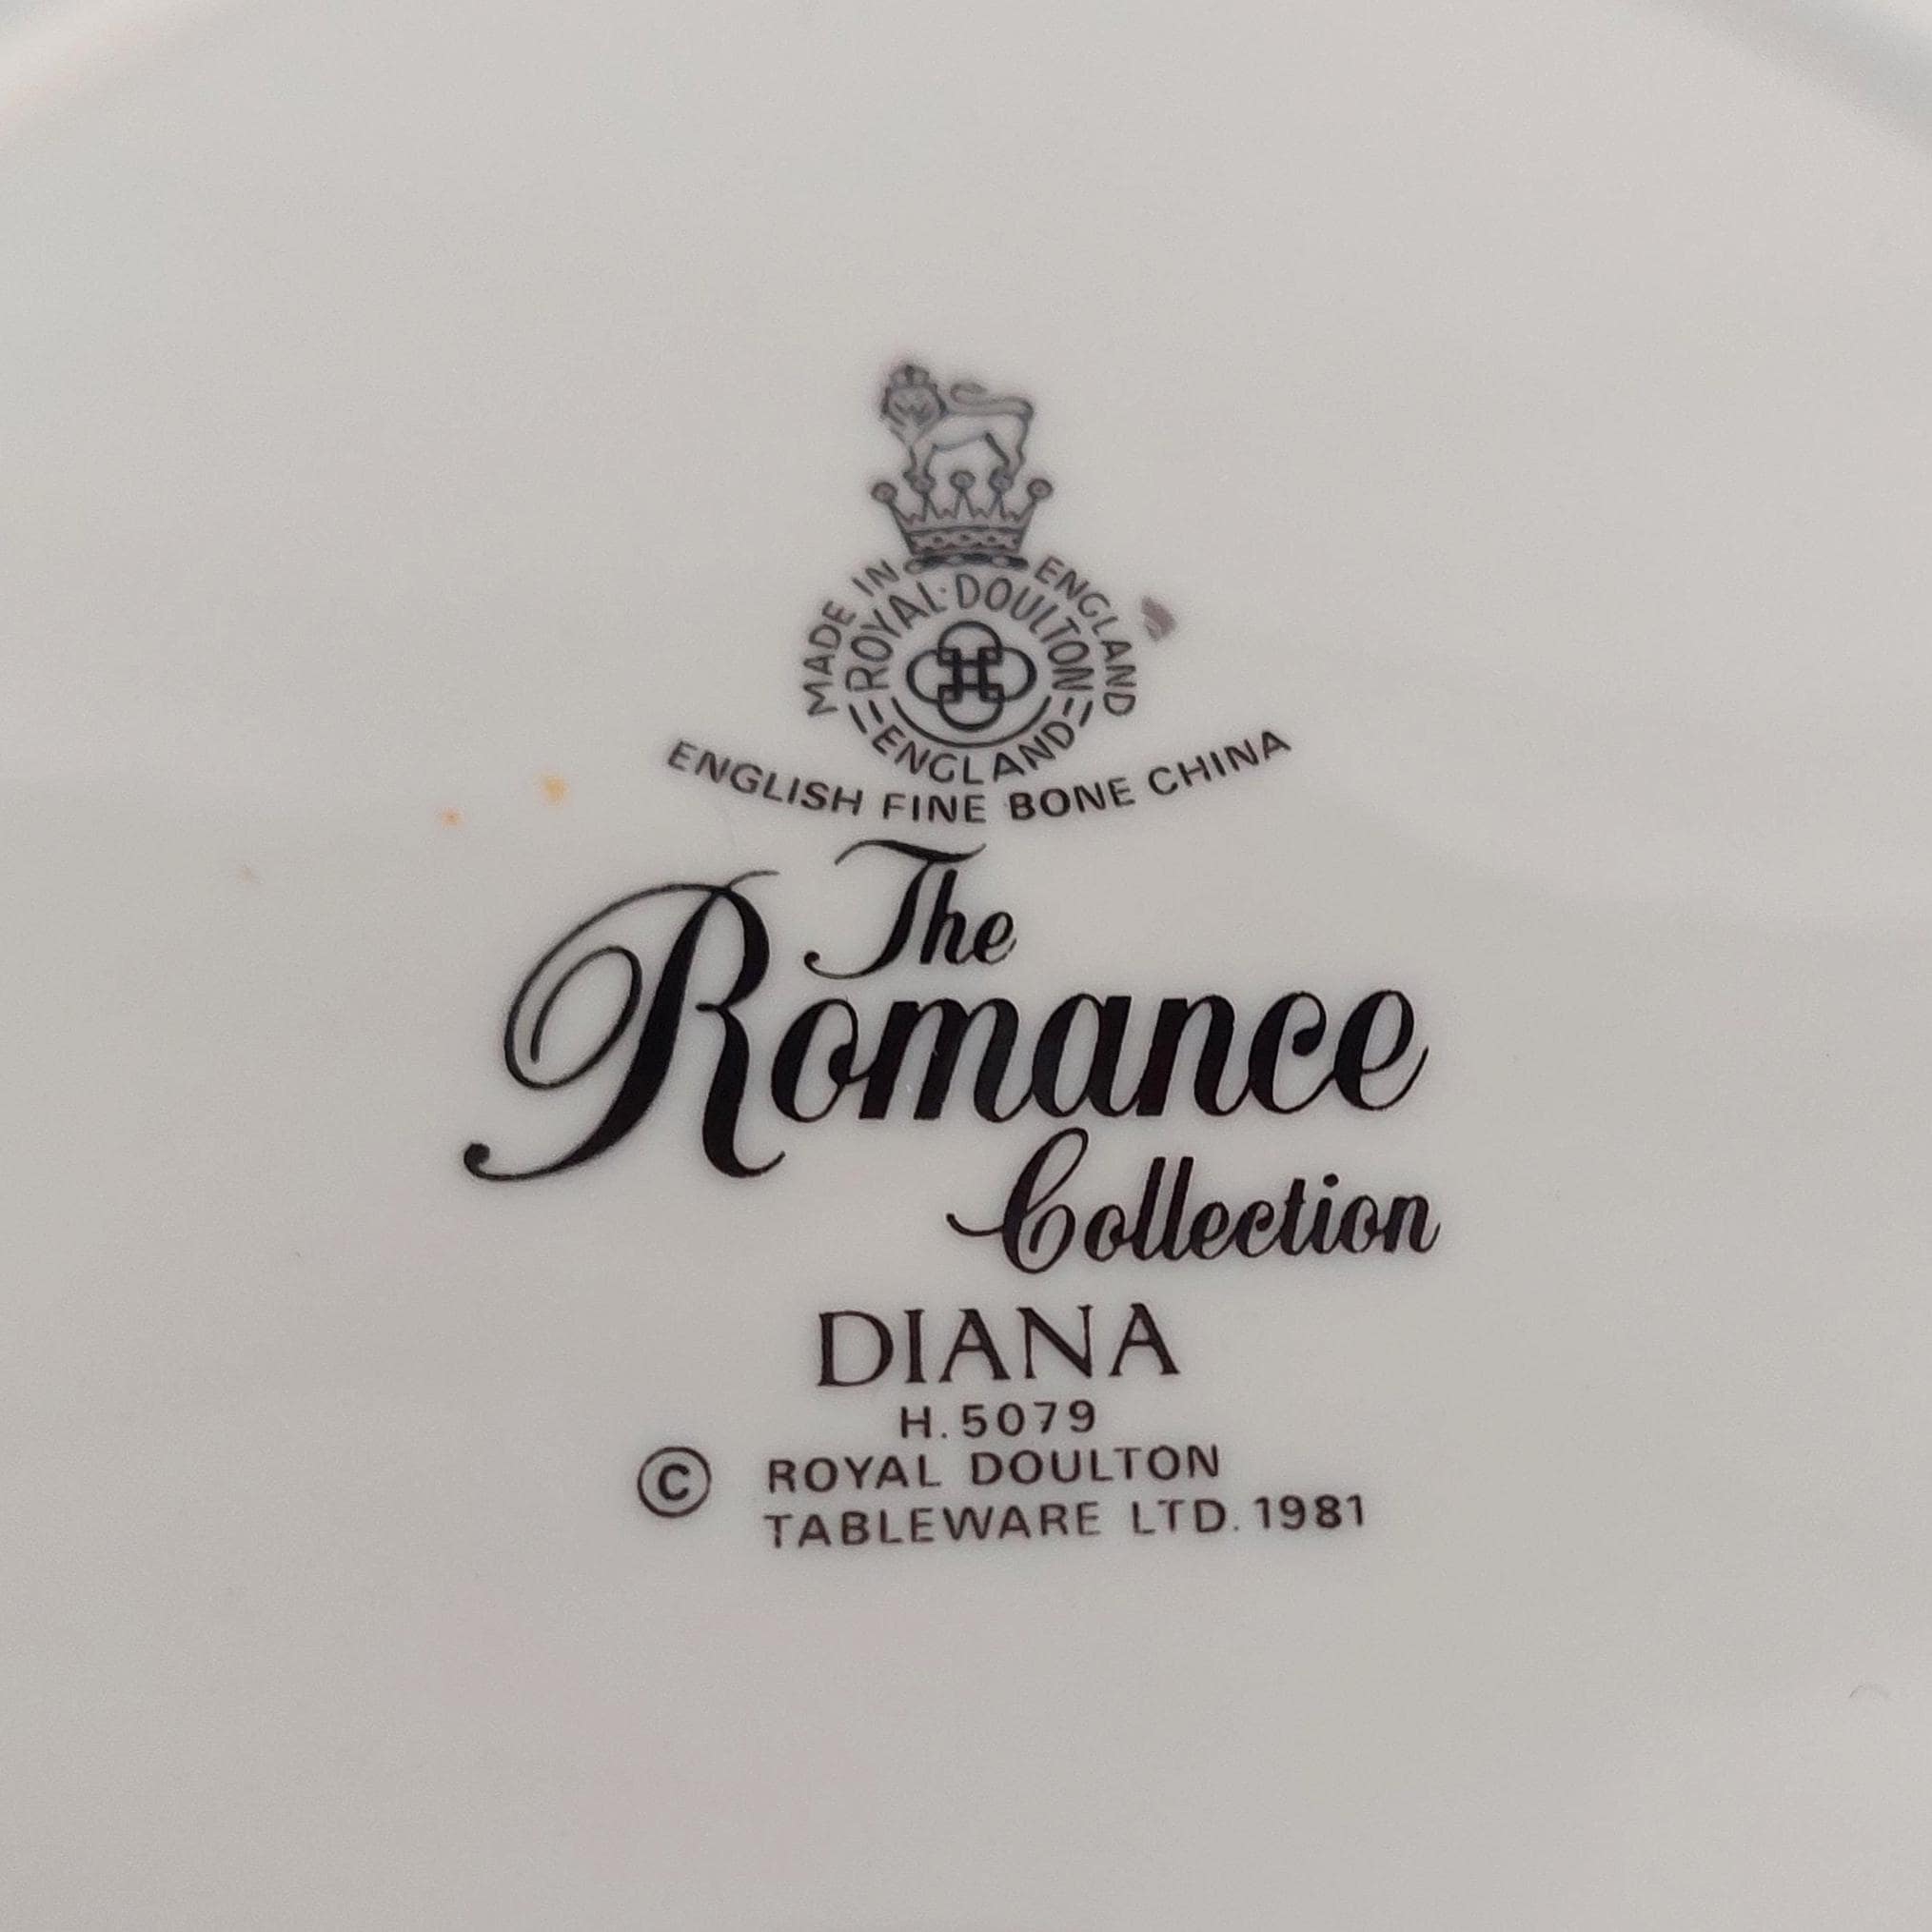 MADE IN ENGLAND
ROYAL·DOULTON
ENGLAND
ENGLISH FINE BONE CHINA
The
Romance
Collection
DIANA
H.5079
© ROYAL DOULTON
TABLEWARE LTD. 1981